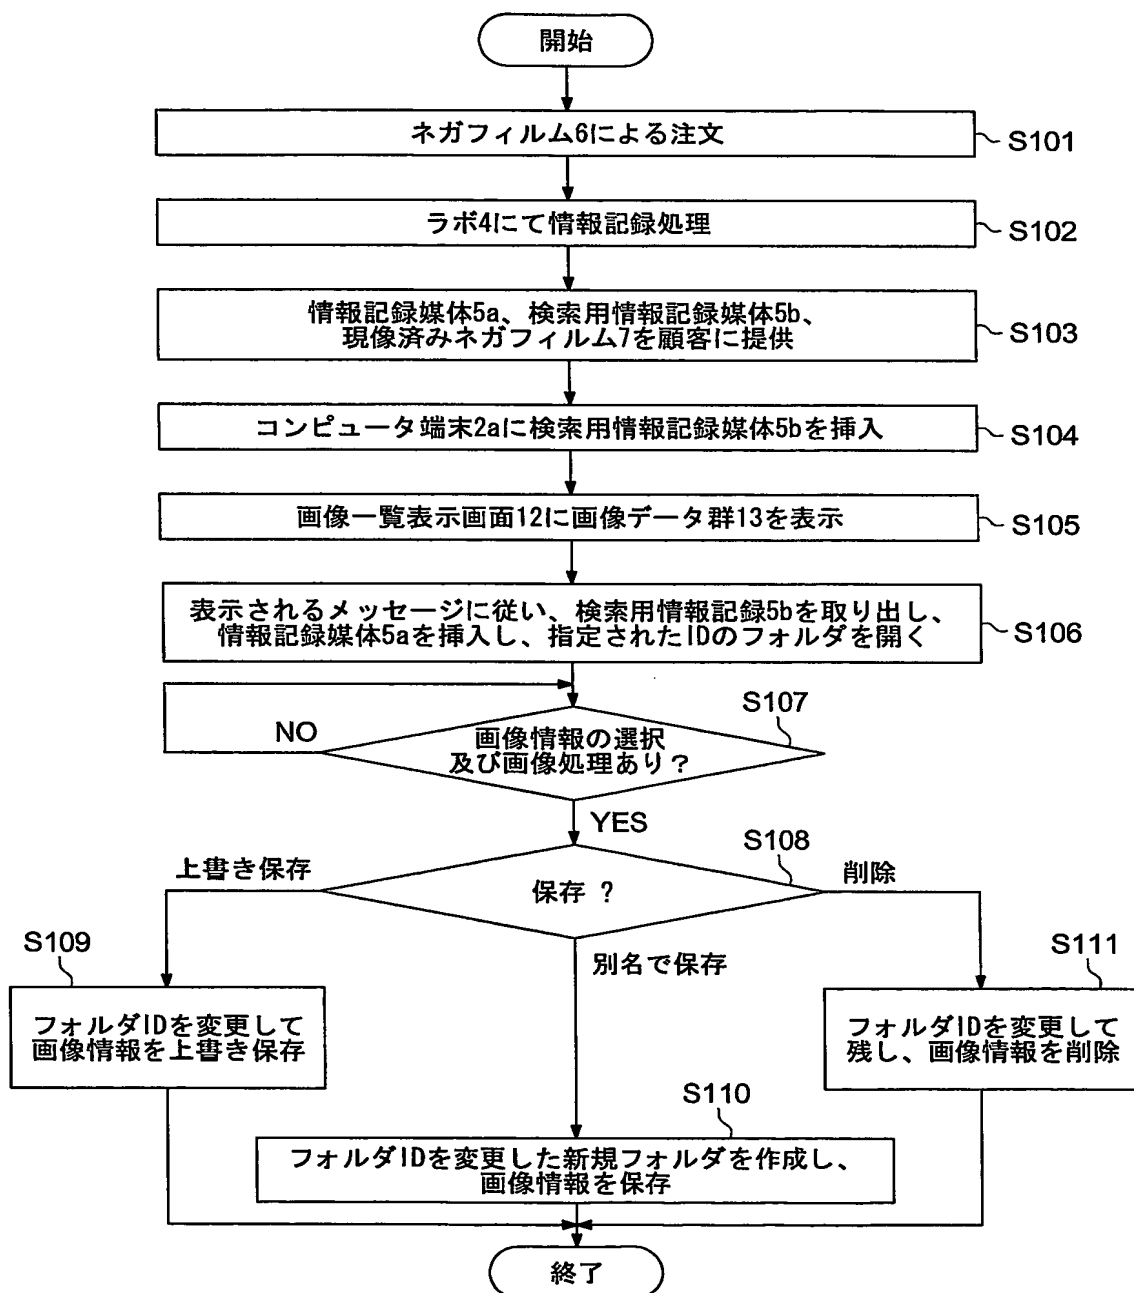 開始
ネガフィルム6による注文
S101
ラボ4にて情報記録処理
S102
情報記録媒体5a、検索用情報記録媒体5b、
現像済みネガフィルム7を顧客に提供
S103
コンピュータ端末2aに検索用情報記録媒体5bを挿入
S104
画像一覧表示画面12に画像データ群13を表示
S105
表示されるメッセージに従い、検索用情報記録5bを取り出し、
情報記録媒体5aを挿入し、指定されたIDのフォルダを開く
S106
S107
NO
画像情報の選択
及び画像処理あり？
YES
S108
上書き保存
保存 ？
削除
別名で保存
S109
フォルダIDを変更して
画像情報を上書き保存
S111
フォルダIDを変更して
残し、画像情報を削除
S110
フォルダIDを変更した新規フォルダを作成し、
画像情報を保存
終了